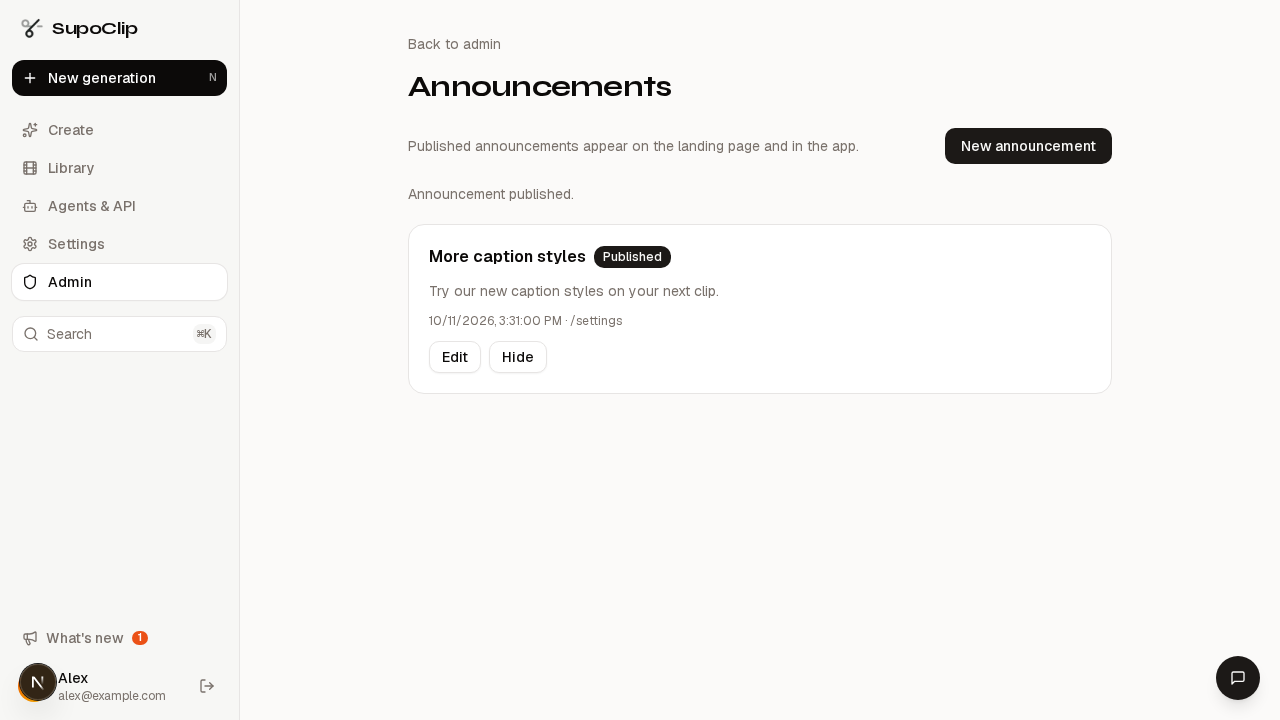 SupoClip
New generation N
Create
Library
Agents & API
Settings
Admin
Search ⌘K
What's new 1
N
Alex
alex@example.com
Back to admin
Announcements
Published announcements appear on the landing page and in the app.
New announcement
Announcement published.
More caption styles Published
Try our new caption styles on your next clip.
10/11/2026, 3:31:00 PM · /settings
Edit Hide